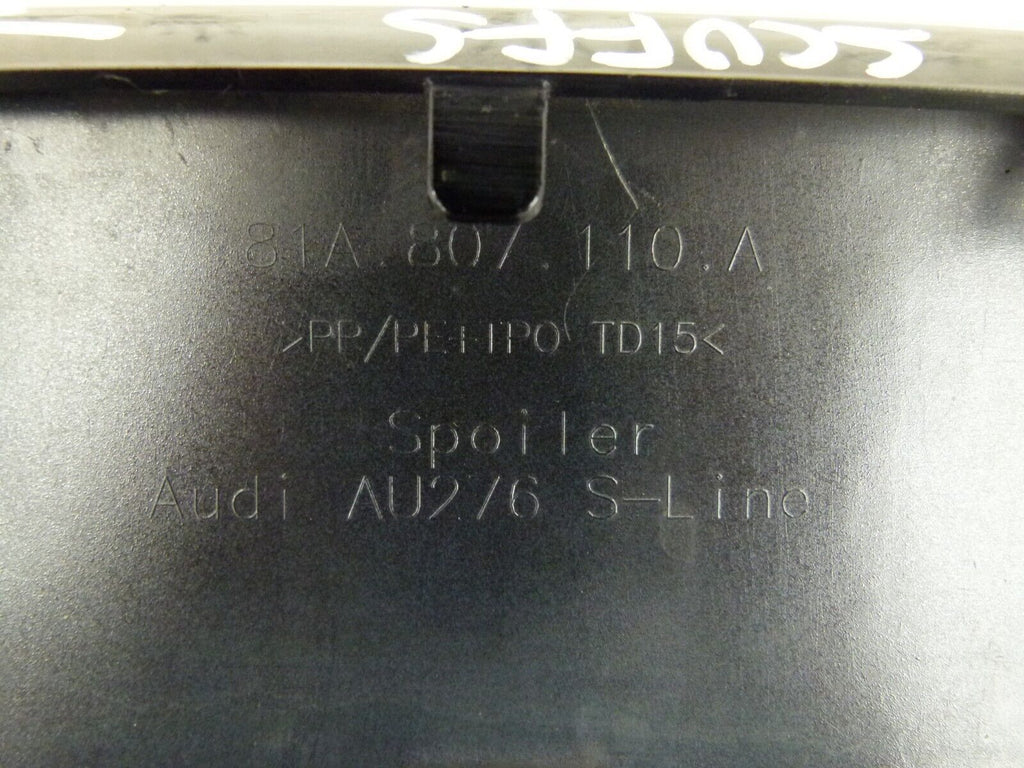 81A.807.110.A
>PP/PE+TPO TD15<
Spoiler
Audi AU276 S-Line